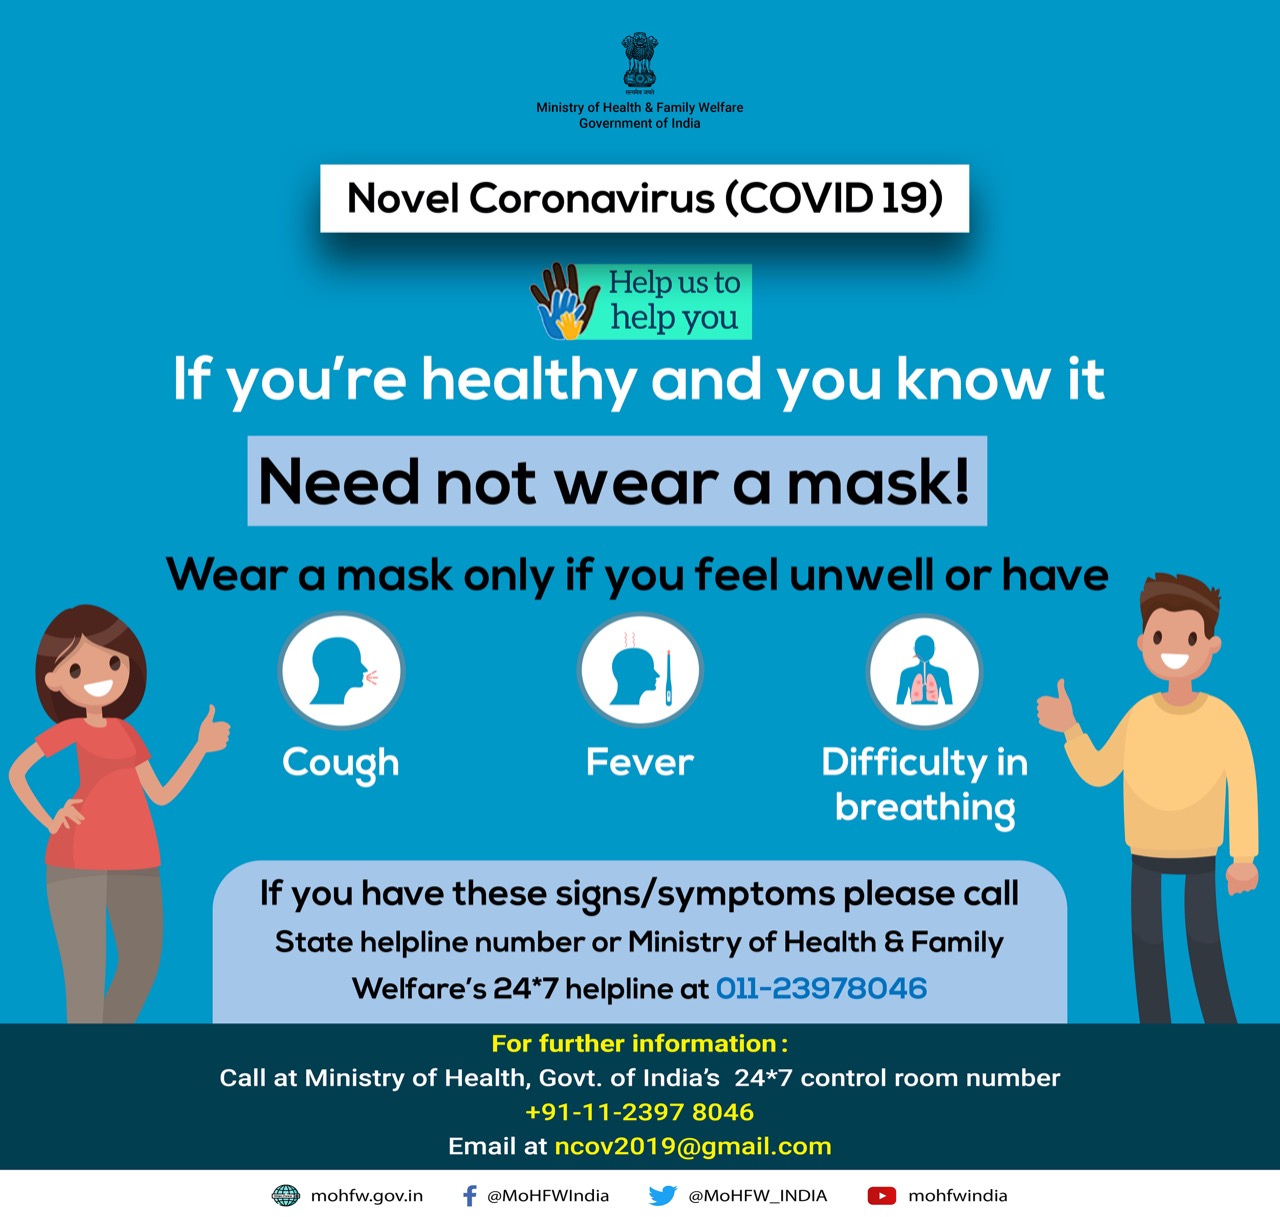 सत्यमेव जयते
Ministry of Health & Family Welfare
Government of India
Novel Coronavirus (COVID 19)
Help us to
help you
If you’re healthy and you know it
Need not wear a mask!
Wear a mask only if you feel unwell or have
Cough
Fever
Difficulty in
breathing
If you have these signs/symptoms please call
State helpline number or Ministry of Health & Family
Welfare’s 24*7 helpline at 011-23978046
For further information :
Call at Ministry of Health, Govt. of India’s 24*7 control room number
+91-11-2397 8046
Email at ncov2019@gmail.com
mohfw.gov.in @MoHFWIndia @MoHFW_INDIA mohfwindia